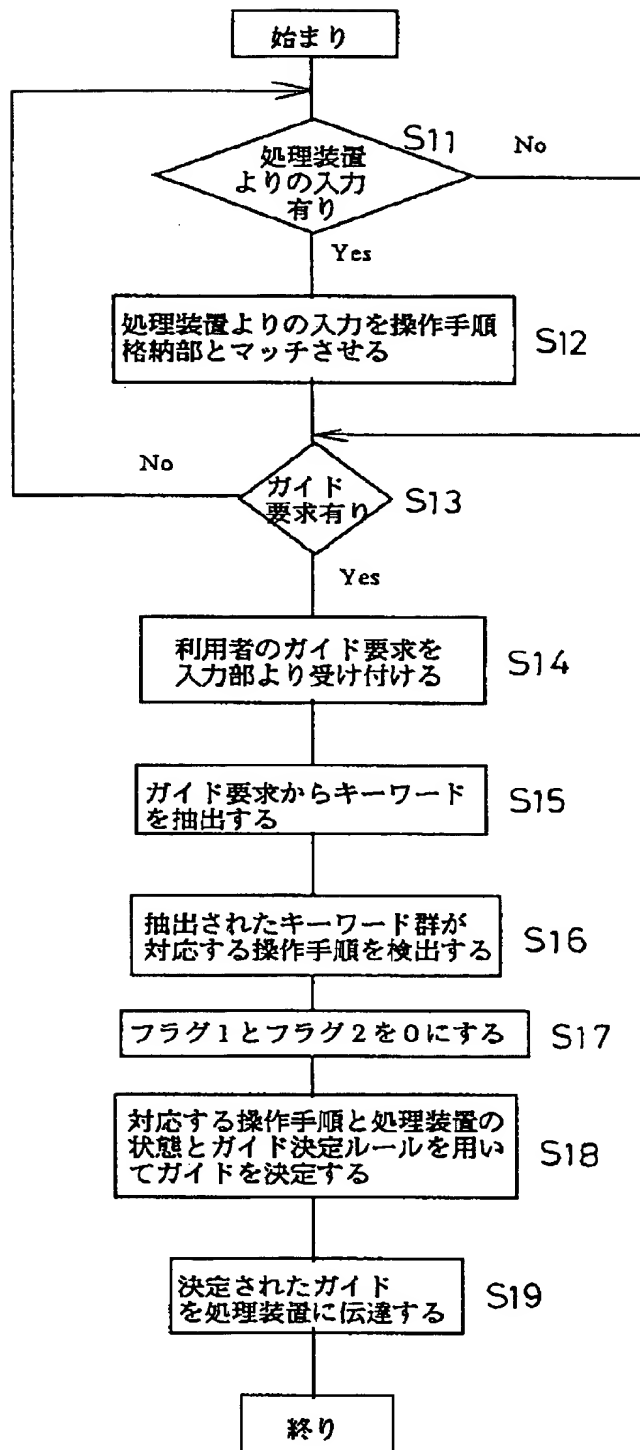 始まり
S11
No
処理装置
よりの入力
有り
Yes
処理装置よりの入力を操作手順
格納部とマッチさせる
S12
No
ガイド
要求有り
S13
Yes
利用者のガイド要求を
入力部より受け付ける
S14
ガイド要求からキーワード
を抽出する
S15
抽出されたキーワード群が
対応する操作手順を検出する
S16
フラグ1とフラグ2を0にする
S17
対応する操作手順と処理装置の
状態とガイド決定ルールを用い
てガイドを決定する
S18
決定されたガイド
を処理装置に伝達する
S19
終り